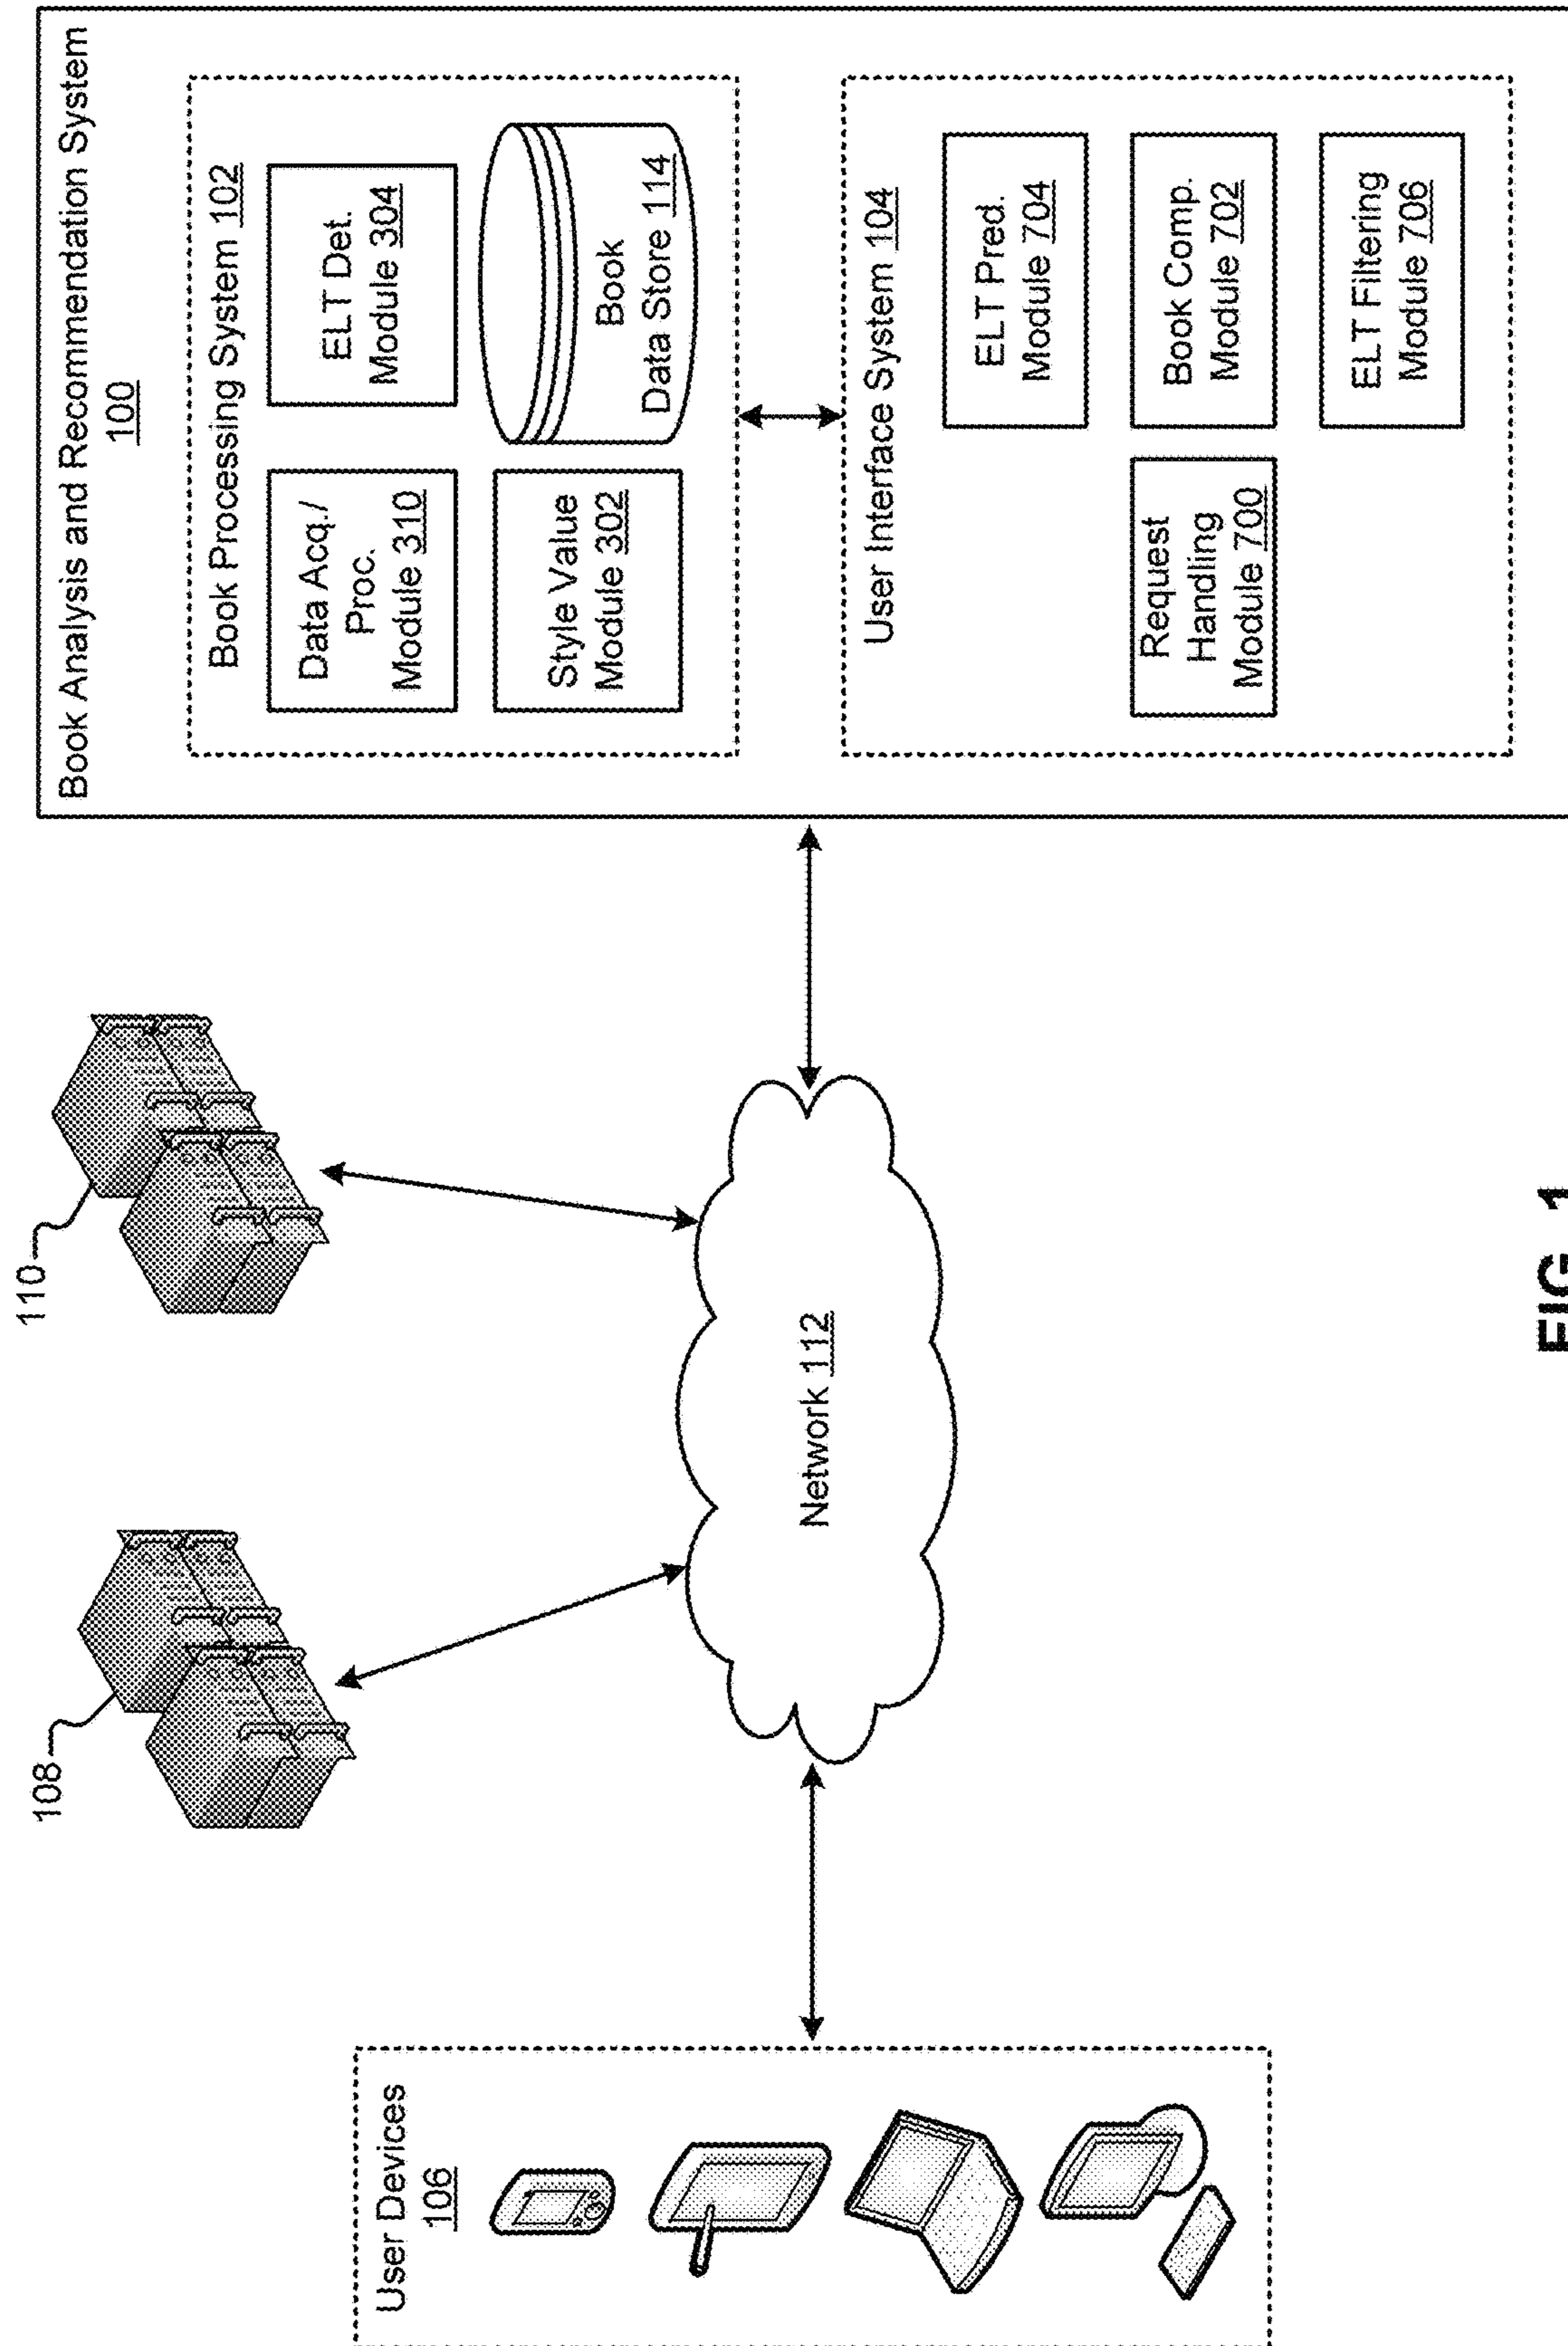 110
108
Book Analysis and Recommendation System
100
Book Processing System 102
Data Acq./
Proc.
Module 310
ELT Det.
Module 304
Style Value
Module 302
Book
Data Store 114
User Interface System 104
Request
Handling
Module 700
ELT Pred.
Module 704
Book Comp.
Module 702
ELT Filtering
Module 706
Network 112
User Devices
106
FIG. 1